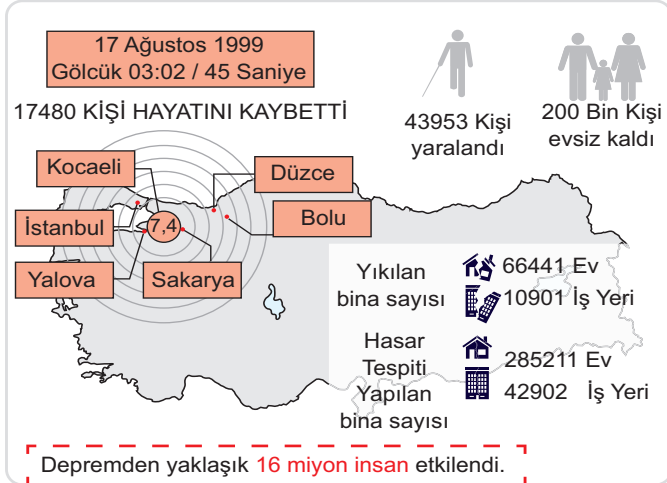 17 Ağustos 1999
Gölcük 03:02 / 45 Saniye
17480 KİŞİ HAYATINI KAYBETTİ
43953 Kişi
yaralandı
200 Bin Kişi
evsiz kaldı
Kocaeli
Düzce
İstanbul
7,4
Bolu
Yalova
Sakarya
Yıkılan
bina sayısı
66441 Ev
10901 İş Yeri
Hasar
Tespiti
Yapılan
bina sayısı
285211 Ev
42902 İş Yeri
Depremden yaklaşık 16 miyon insan etkilendi.